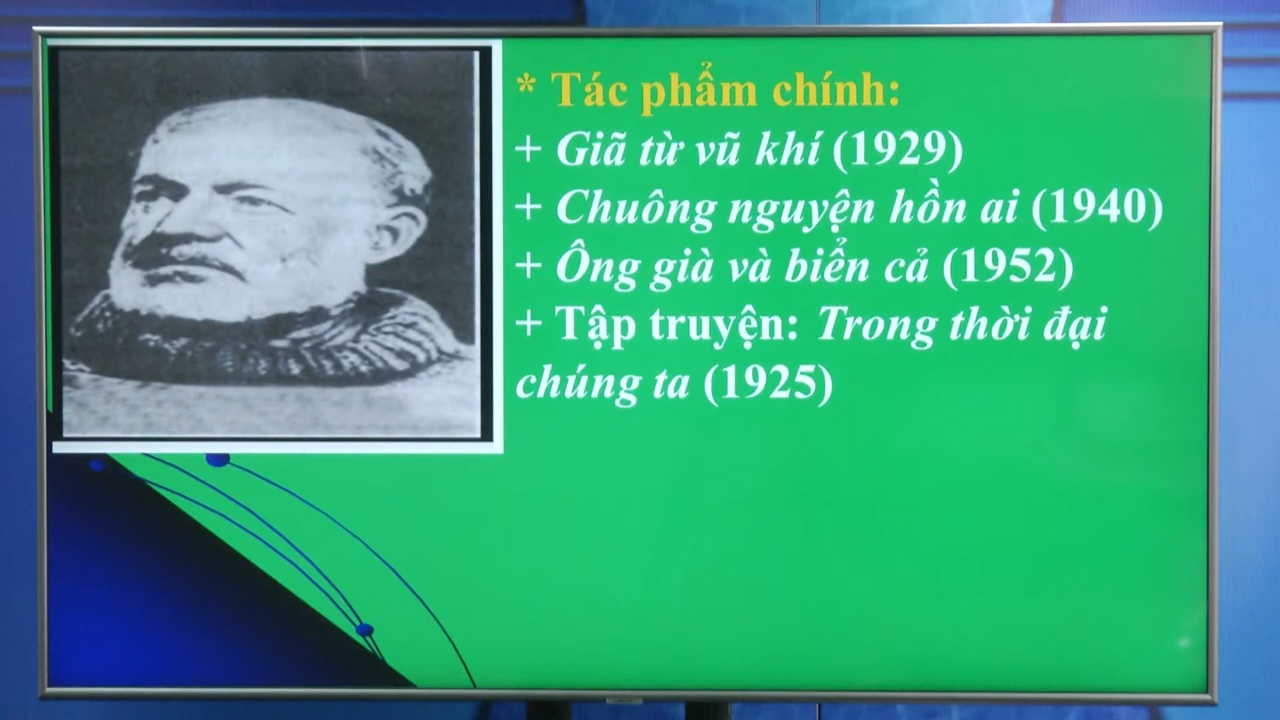 * Tác phẩm chính:
+ Giã từ vũ khí (1929)
+ Chuông nguyện hồn ai (1940)
+ Ông già và biển cả (1952)
+ Tập truyện: Trong thời đại
chúng ta (1925)